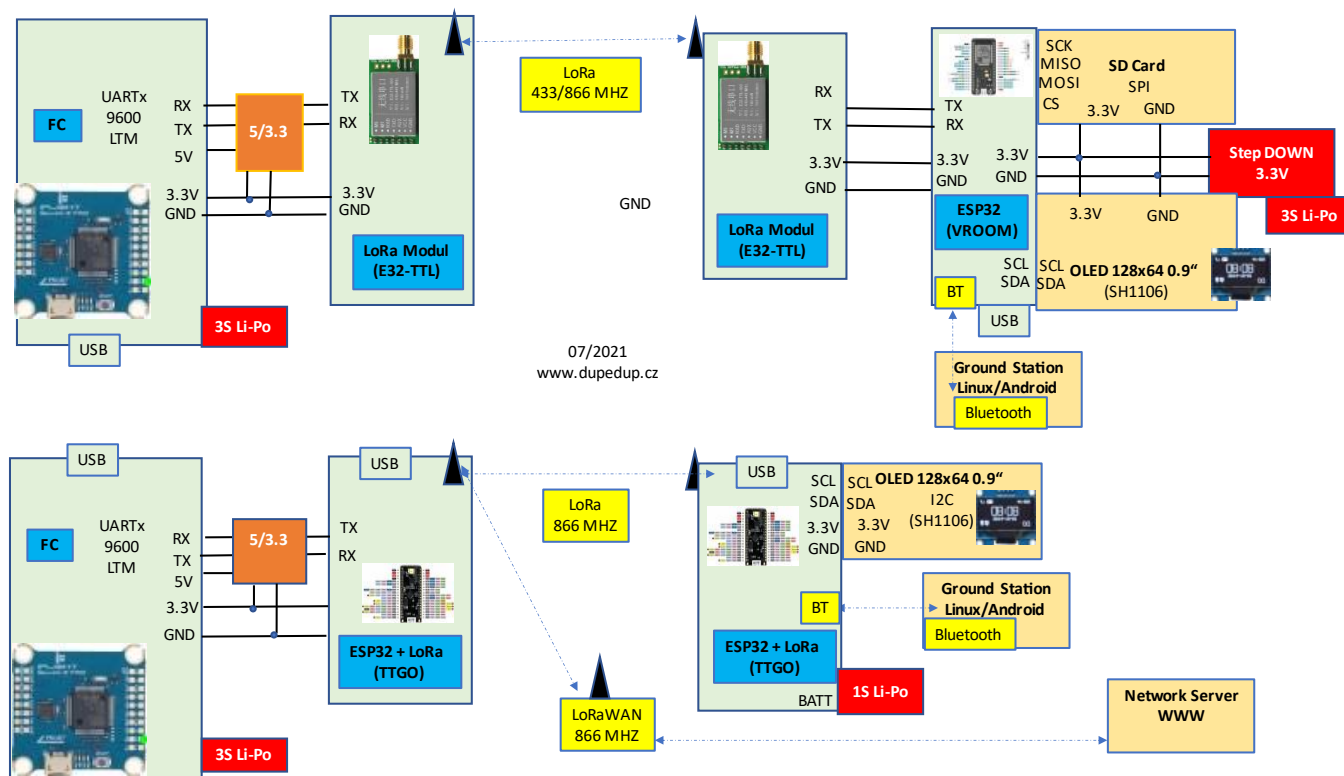 FC
UARTx
9600
LTM
RX
TX
5V
3.3V
GND
5/3.3
3S Li-Po
USB
TX
RX
3.3V
GND
LoRa Modul
(E32-TTL)
LoRa
433/866 MHZ
GND
07/2021
www.dupedup.cz
RX
TX
3.3V
GND
LoRa Modul
(E32-TTL)
TX
RX
3.3V
GND
3.3V
GND
ESP32
(VROOM)
SCL
SDA
BT
USB
SCK
MISO
MOSI
CS
SD Card
SPI
3.3V
GND
Step DOWN
3.3V
3S Li-Po
3.3V
GND
SCL
SDA
OLED 128x64 0.9“
(SH1106)
08:08
Ground Station
Linux/Android
Bluetooth
USB
FC
UARTx
9600
LTM
RX
TX
5V
3.3V
GND
5/3.3
3S Li-Po
USB
TX
RX
ESP32 + LoRa
(TTGO)
LoRa
866 MHZ
LoRaWAN
866 MHZ
USB
SCL
SDA
3.3V
GND
BT
ESP32 + LoRa
(TTGO)
BATT
1S Li-Po
SCL
SDA
3.3V
GND
OLED 128x64 0.9“
I2C
(SH1106)
08:08
Ground Station
Linux/Android
Bluetooth
Network Server
WWW